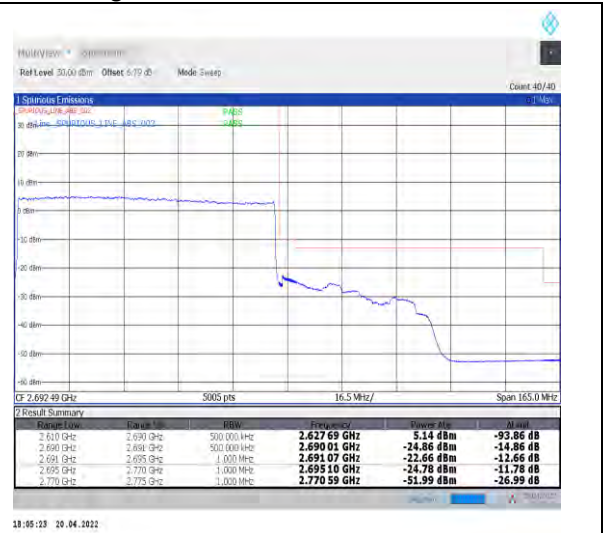 MultiView
Ref Level 30.00 dBm Offset 6.79 dB Mode Sweep
Count 40/40
1 Spurious Emissions
SPURIOUS_LINE_ABS_002 PASS
Line _SPURIOUS_LINE_ABS_002 PASS
30 dBm
20 dBm
10 dBm
0 dBm
-10 dBm
-20 dBm
-30 dBm
-40 dBm
-50 dBm
-60 dBm
CF 2.692 49 GHz 5005 pts 16.5 MHz/ Span 165.0 MHz
2 Result Summary
Range Low Range Up RBW Frequency Power Abs ΔLimit
2.610 GHz 2.690 GHz 500.000 kHz 2.627 69 GHz 5.14 dBm -93.86 dB
2.690 GHz 2.691 GHz 500.000 kHz 2.690 01 GHz -24.86 dBm -14.86 dB
2.691 GHz 2.695 GHz 1.000 MHz 2.691 07 GHz -22.66 dBm -12.66 dB
2.695 GHz 2.770 GHz 1.000 MHz 2.695 10 GHz -24.78 dBm -11.78 dB
2.770 GHz 2.775 GHz 1.000 MHz 2.770 59 GHz -51.99 dBm -26.99 dB
18:05:23 20.04.2022